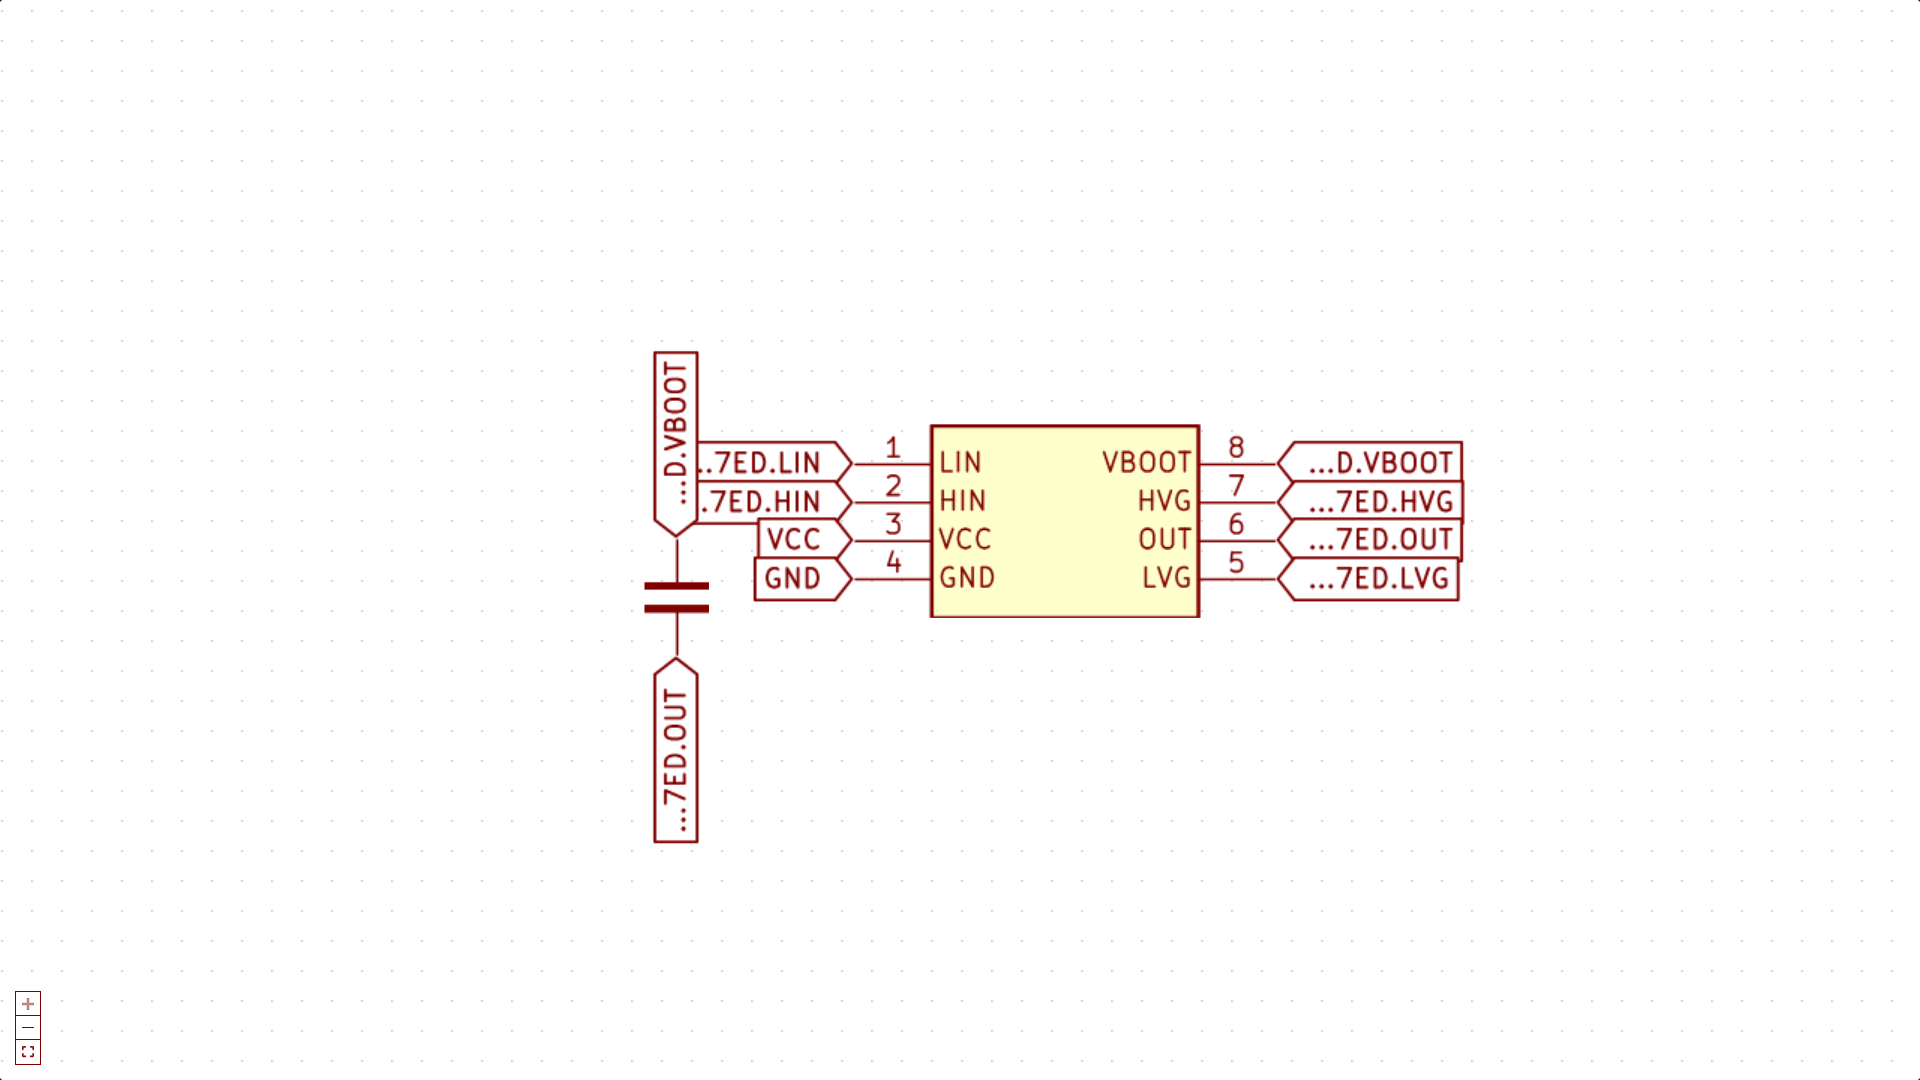 ...D.VBOOT
..7ED.LIN 1 LIN VBOOT 8 ...D.VBOOT
.7ED.HIN 2 HIN HVG 7 ...7ED.HVG
VCC 3 VCC OUT 6 ...7ED.OUT
GND 4 GND LVG 5 ...7ED.LVG
...7ED.OUT